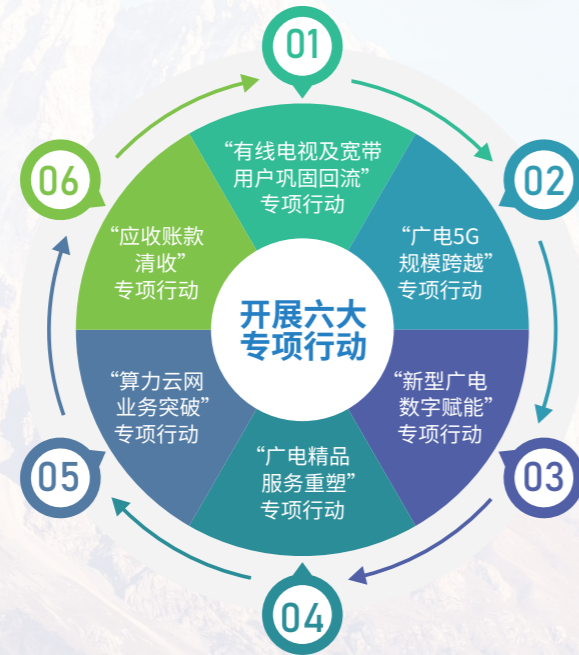 01
“有线电视及宽带
用户巩固回流”
专项行动
02
“广电5G
规模跨越”
专项行动
03
“新型广电
数字赋能”
专项行动
04
“广电精品
服务重塑”
专项行动
05
“算力云网
业务突破”
专项行动
06
“应收账款
清收”
专项行动
开展六大
专项行动